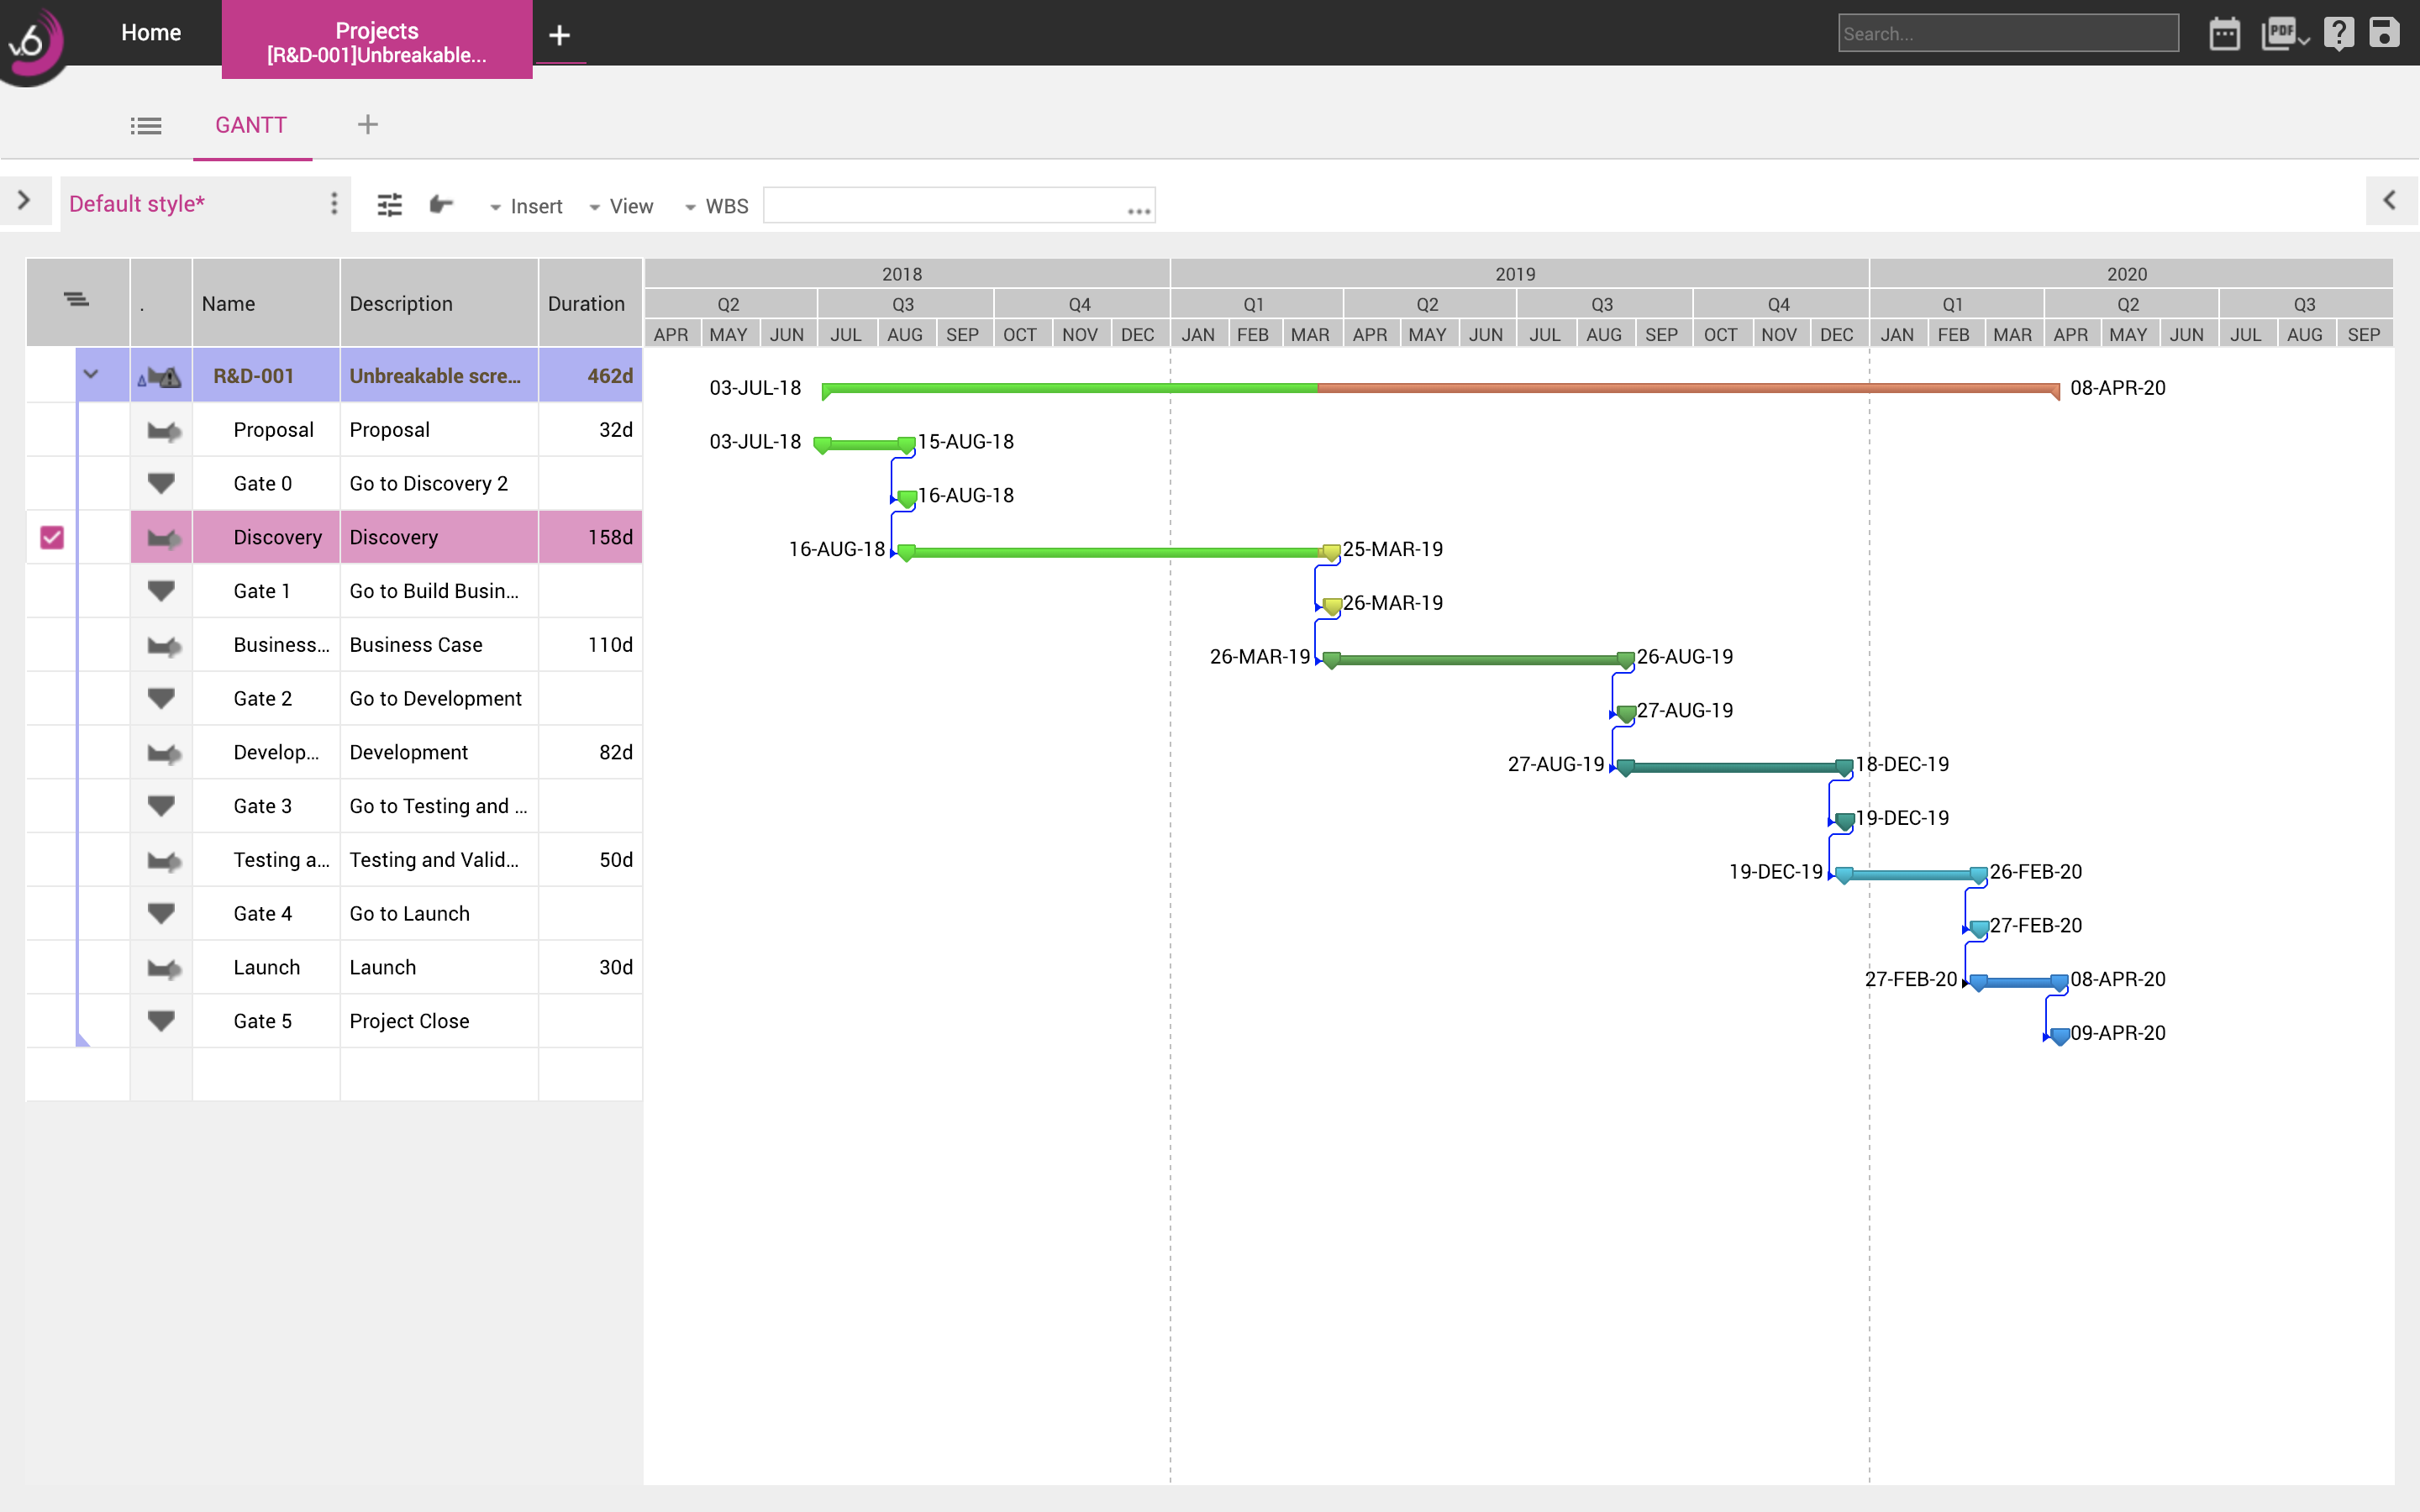 v6
Home
Projects
[R&D-001]Unbreakable...
+
Search...
PDF
?
GANTT
+
Default style*
Insert
View
WBS
...
.
Name
Description
Duration
2018
2019
2020
Q2
Q3
Q4
Q1
Q2
Q3
Q4
Q1
Q2
Q3
APR MAY JUN JUL AUG SEP OCT NOV DEC JAN FEB MAR APR MAY JUN JUL AUG SEP OCT NOV DEC JAN FEB MAR APR MAY JUN JUL AUG SEP
R&D-001 Unbreakable scre... 462d 03-JUL-18 08-APR-20
Proposal Proposal 32d 03-JUL-18 15-AUG-18
Gate 0 Go to Discovery 2 16-AUG-18
Discovery Discovery 158d 16-AUG-18 25-MAR-19
Gate 1 Go to Build Busin... 26-MAR-19
Business... Business Case 110d 26-MAR-19 26-AUG-19
Gate 2 Go to Development 27-AUG-19
Develop... Development 82d 27-AUG-19 18-DEC-19
Gate 3 Go to Testing and ... 19-DEC-19
Testing a... Testing and Valid... 50d 19-DEC-19 26-FEB-20
Gate 4 Go to Launch 27-FEB-20
Launch Launch 30d 27-FEB-20 08-APR-20
Gate 5 Project Close 09-APR-20